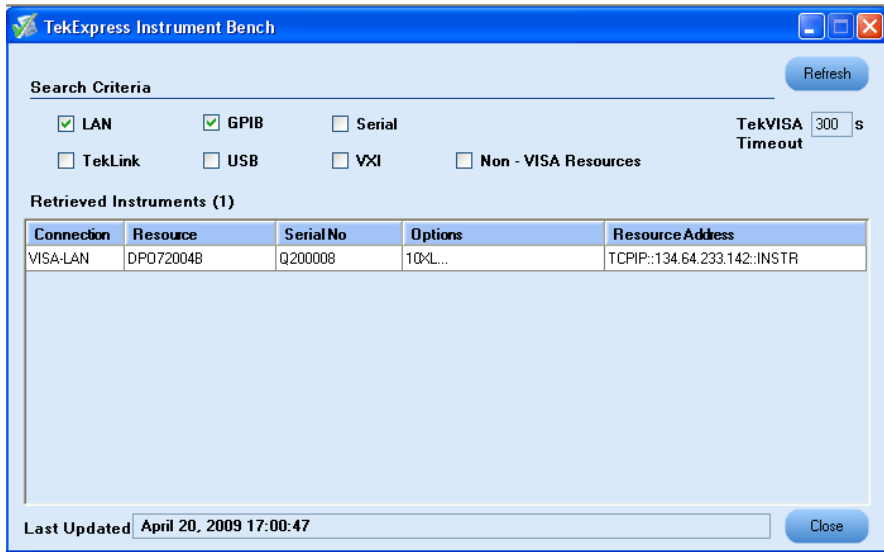 TekExpress Instrument Bench
Refresh
Search Criteria
LAN GPIB Serial
TekVISA Timeout 300 s
TekLink USB VXI Non - VISA Resources
Retrieved Instruments (1)
Connection Resource Serial No Options Resource Address
VISA-LAN DPO72004B Q200008 10XL... TCPIP::134.64.233.142::INSTR
Last Updated April 20, 2009 17:00:47
Close